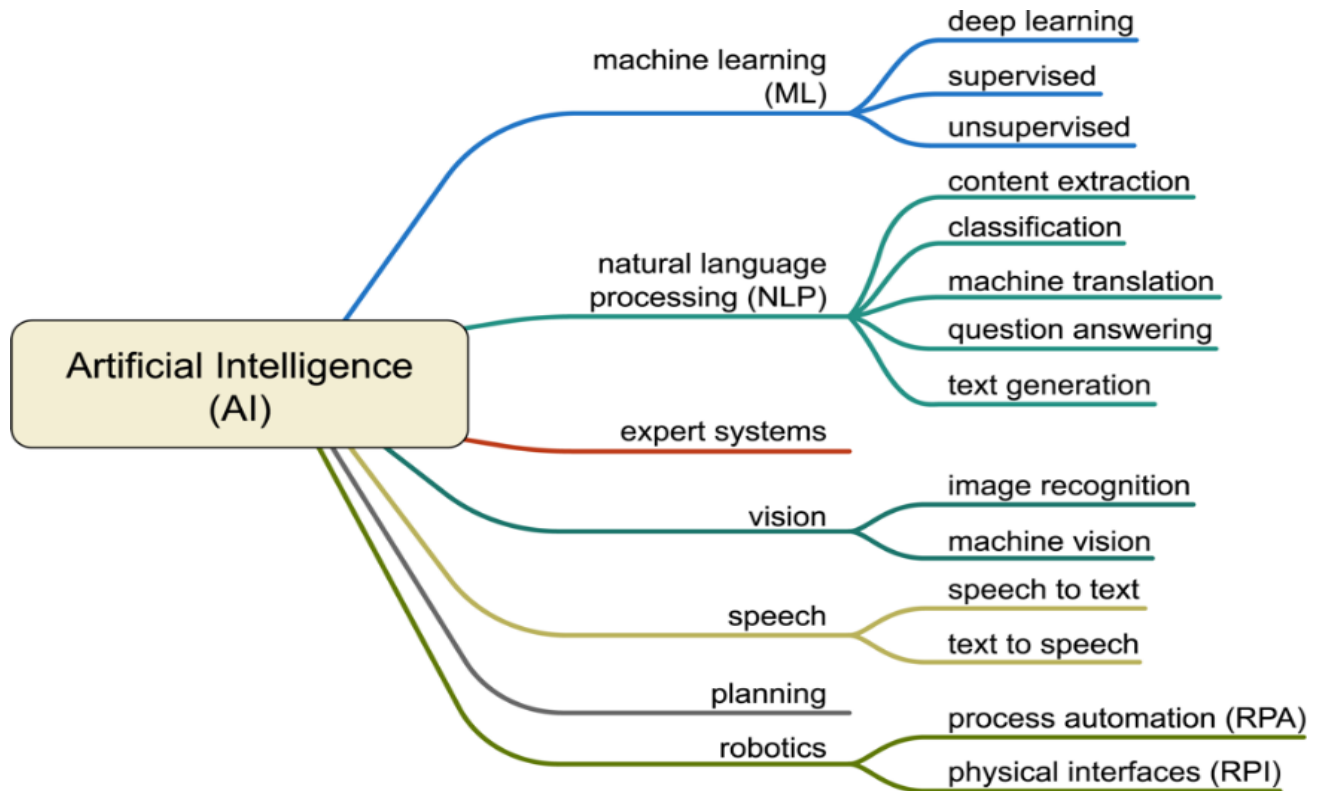 Artificial Intelligence
(AI)
machine learning
(ML)
deep learning
supervised
unsupervised
natural language
processing (NLP)
content extraction
classification
machine translation
question answering
text generation
expert systems
vision
image recognition
machine vision
speech
speech to text
text to speech
planning
robotics
process automation (RPA)
physical interfaces (RPI)